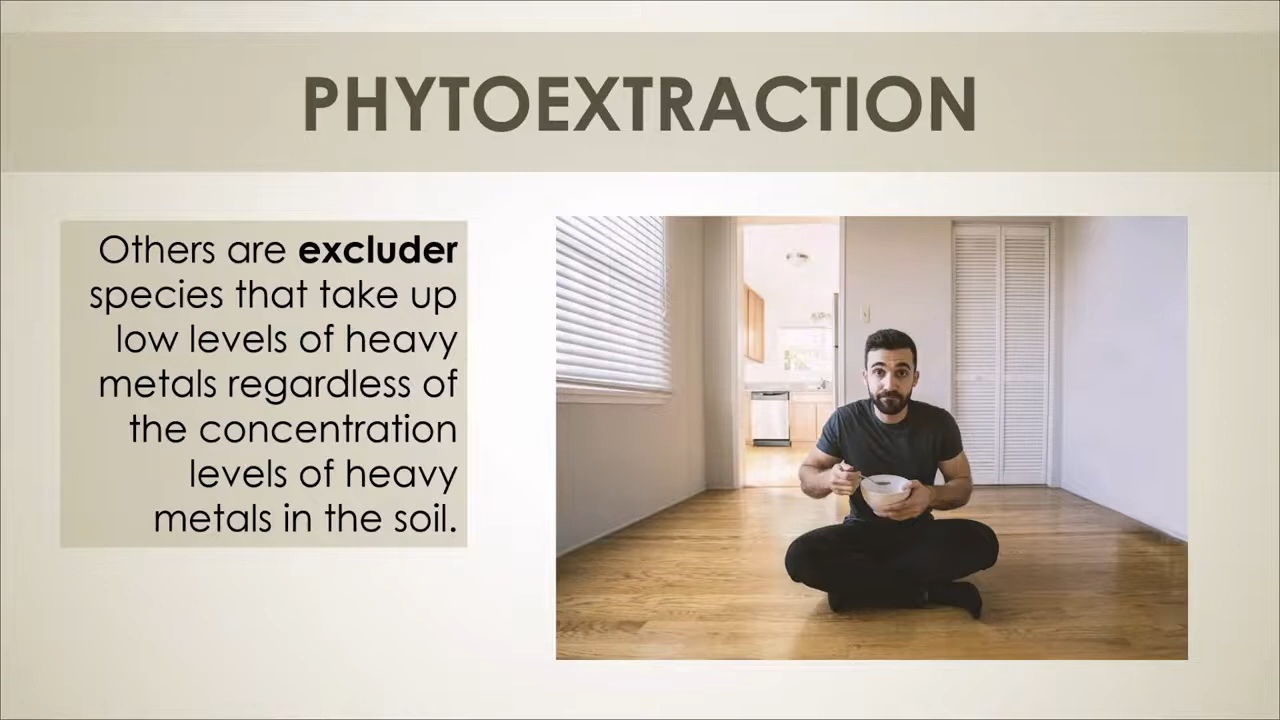 PHYTOEXTRACTION
Others are excluder
species that take up
low levels of heavy
metals regardless of
the concentration
levels of heavy
metals in the soil.